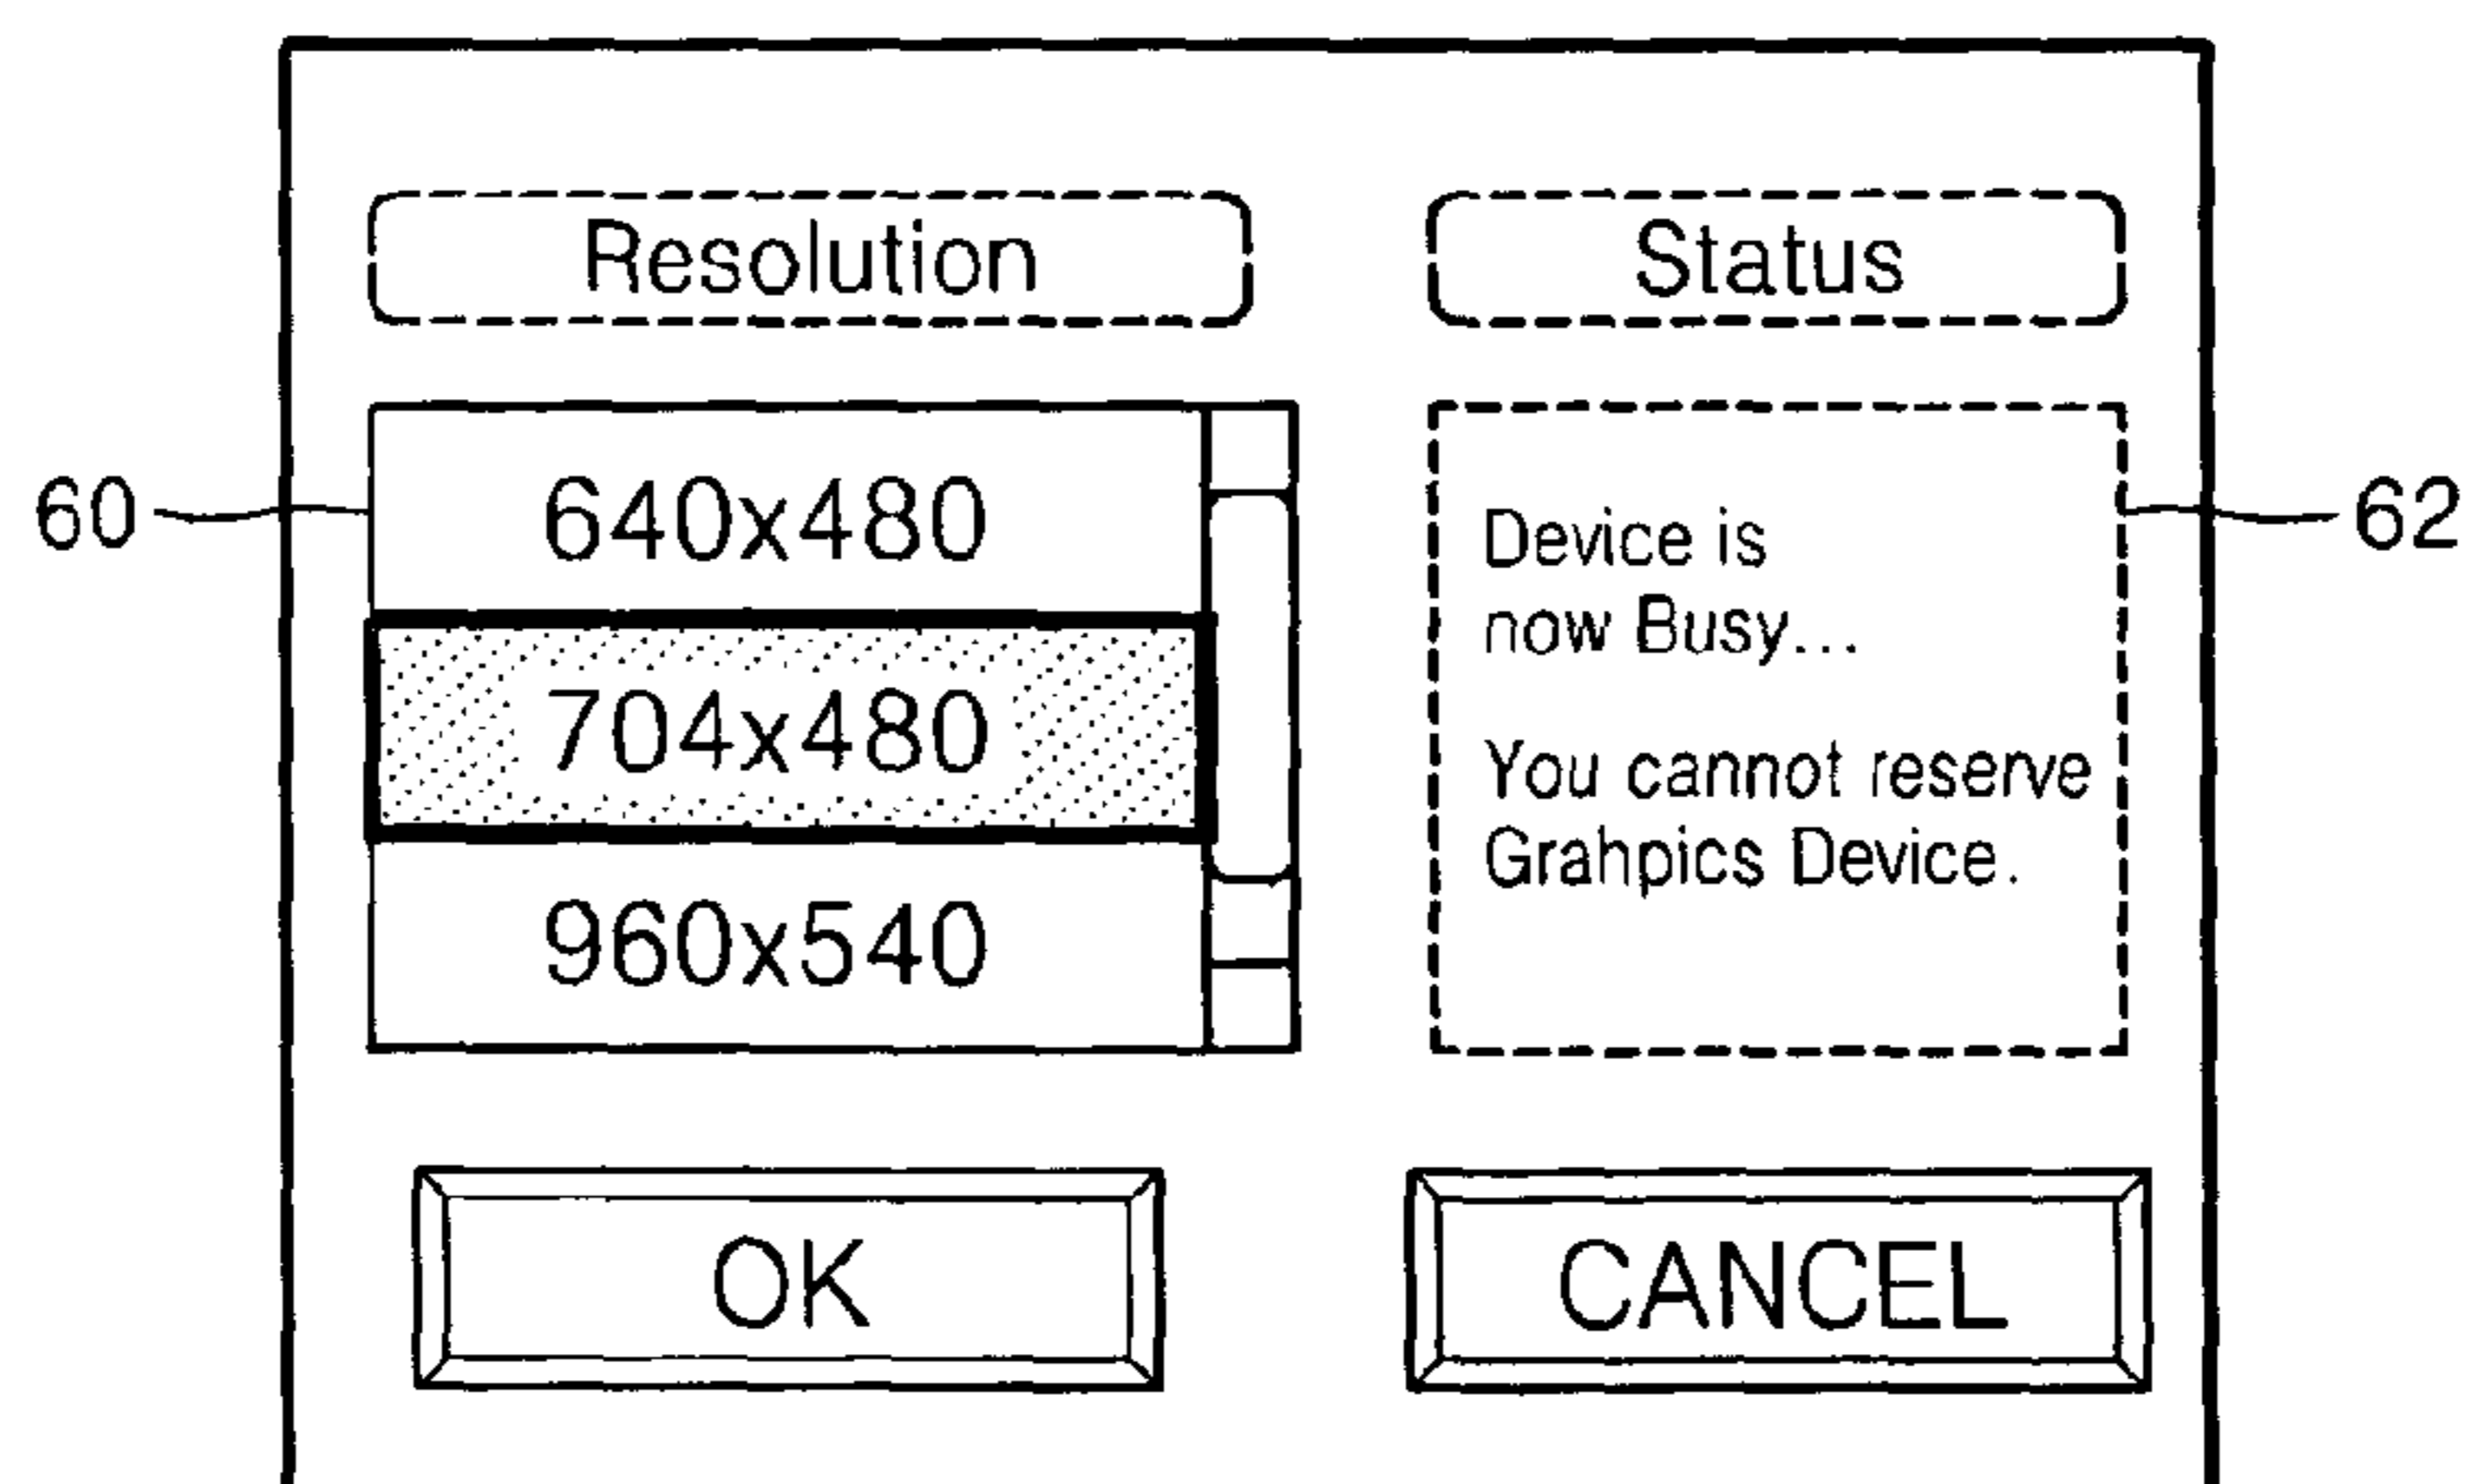 Resolution
Status
60
640x480
704x480
960x540
Device is
now Busy...
You cannot reserve
Grahpics Device.
62
OK
CANCEL